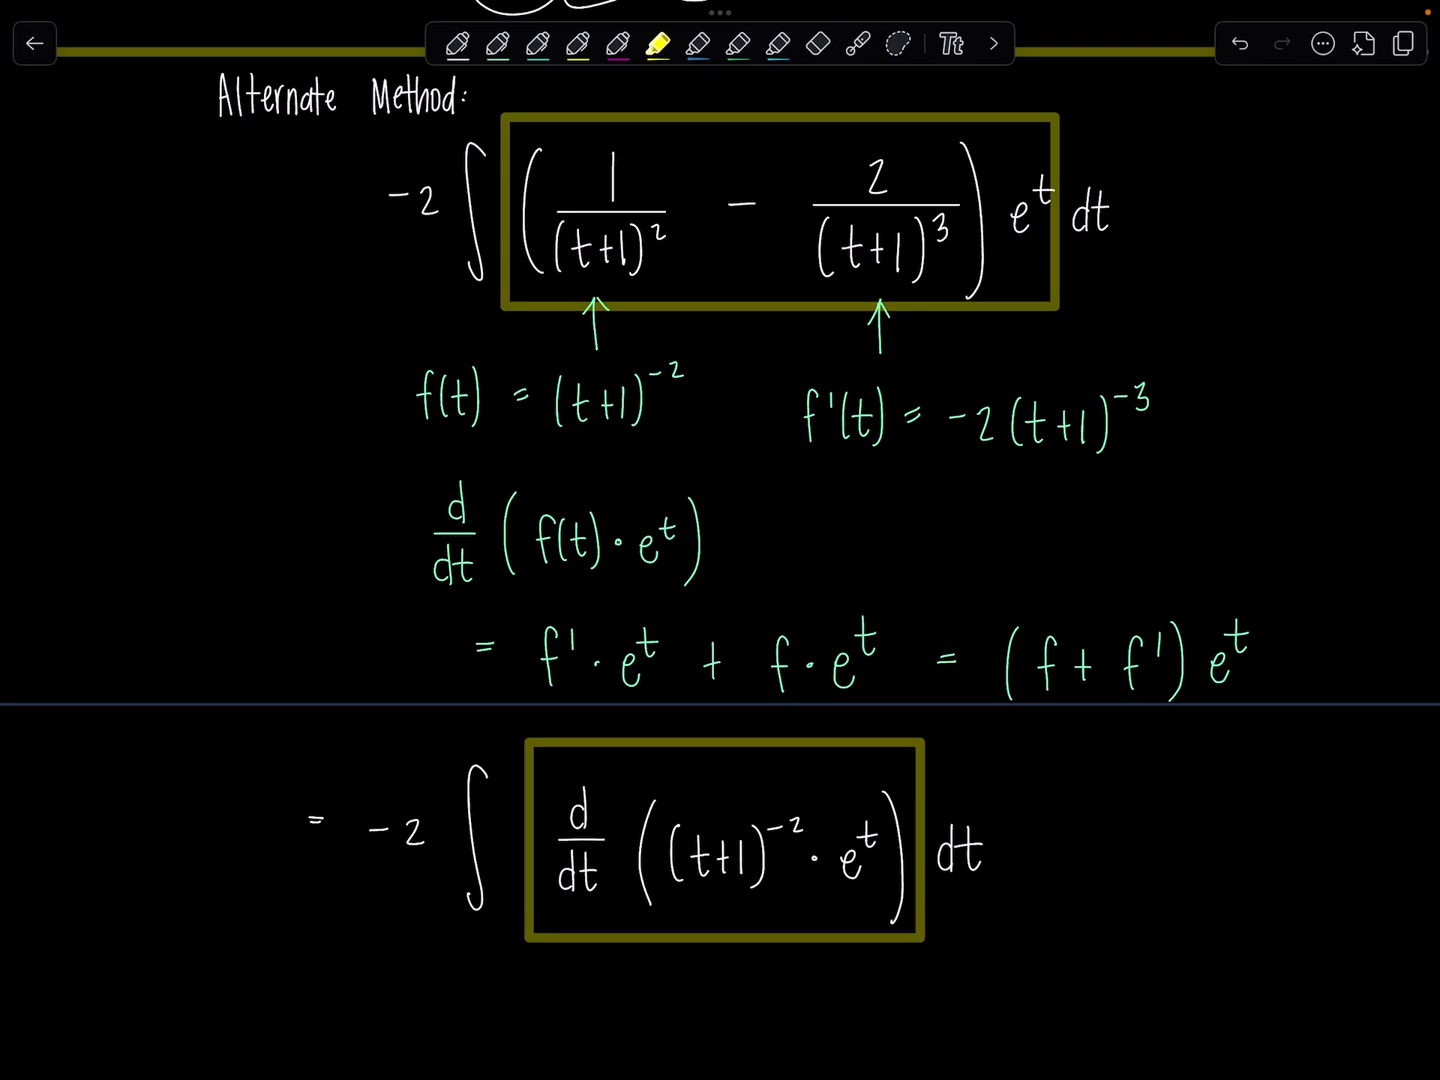 Tt
Alternate Method:
-2 ∫ ( 1/(t+1)^2 - 2/(t+1)^3 ) e^t dt
f(t) = (t+1)^-2   f'(t) = -2(t+1)^-3
d/dt ( f(t) · e^t )
= f' · e^t + f · e^t = (f + f') e^t
= -2 ∫ d/dt ( (t+1)^-2 · e^t ) dt